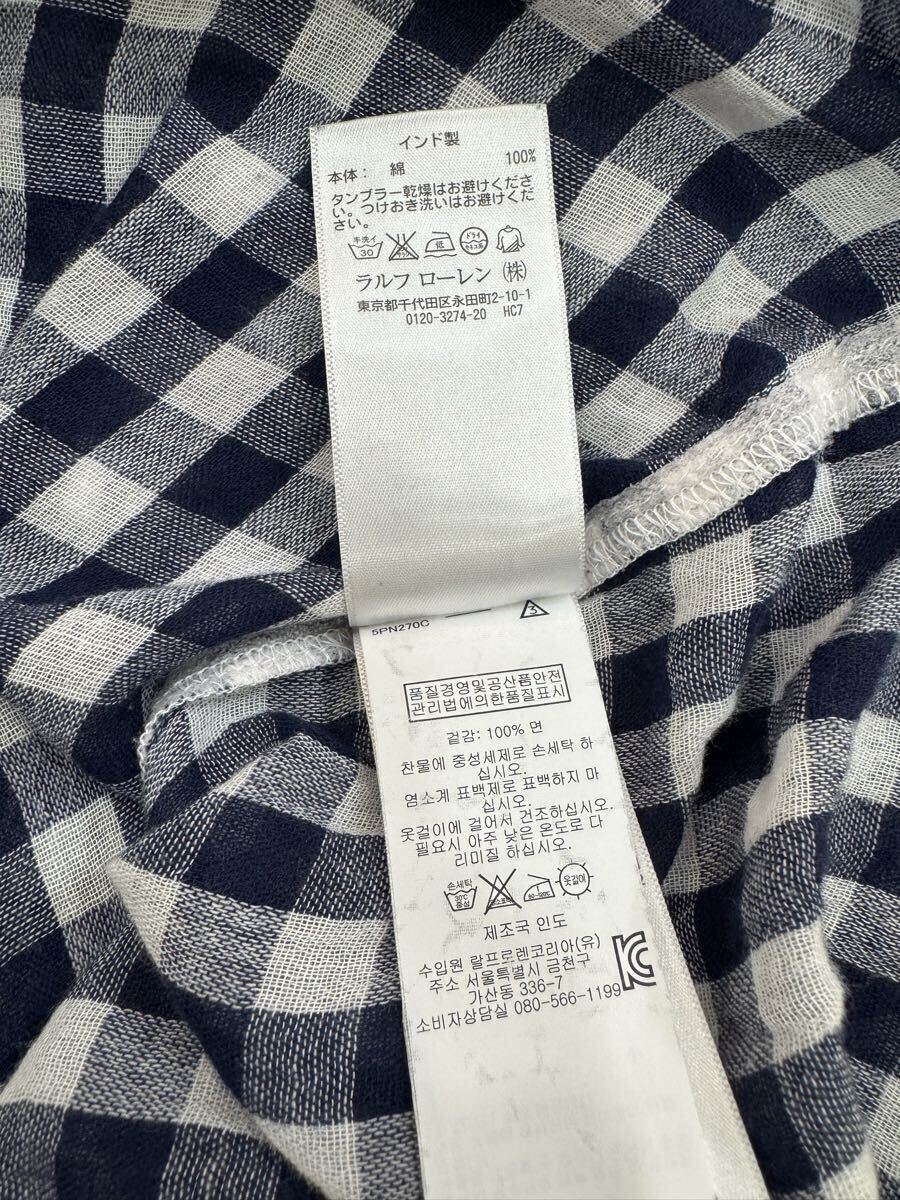 インド製
本体: 綿 100%
タンブラー乾燥はお避けくださ
い。つけおき洗いはお避けくだ
さい。
手洗イ 30 低 ドライ セキユ系
ラルフ ローレン (株)
東京都千代田区永田町2-10-1
0120-3274-20 HC7
5PN270C 3
품질경영및공산품안전
관리법에의한품질표시
겉감: 100% 면
찬물에 중성세제로 손세탁 하
십시오.
염소계 표백제로 표백하지 마
십시오.
옷걸이에 걸어서 건조하십시오.
필요시 아주 낮은 온도로 다
리미질 하십시오.
손세탁 30℃ 중성 80-120℃ 옷걸이
제조국 인도
수입원 랄프로렌코리아(유)
주소 서울특별시 금천구
가산동 336-7
소비자상담실 080-566-1199